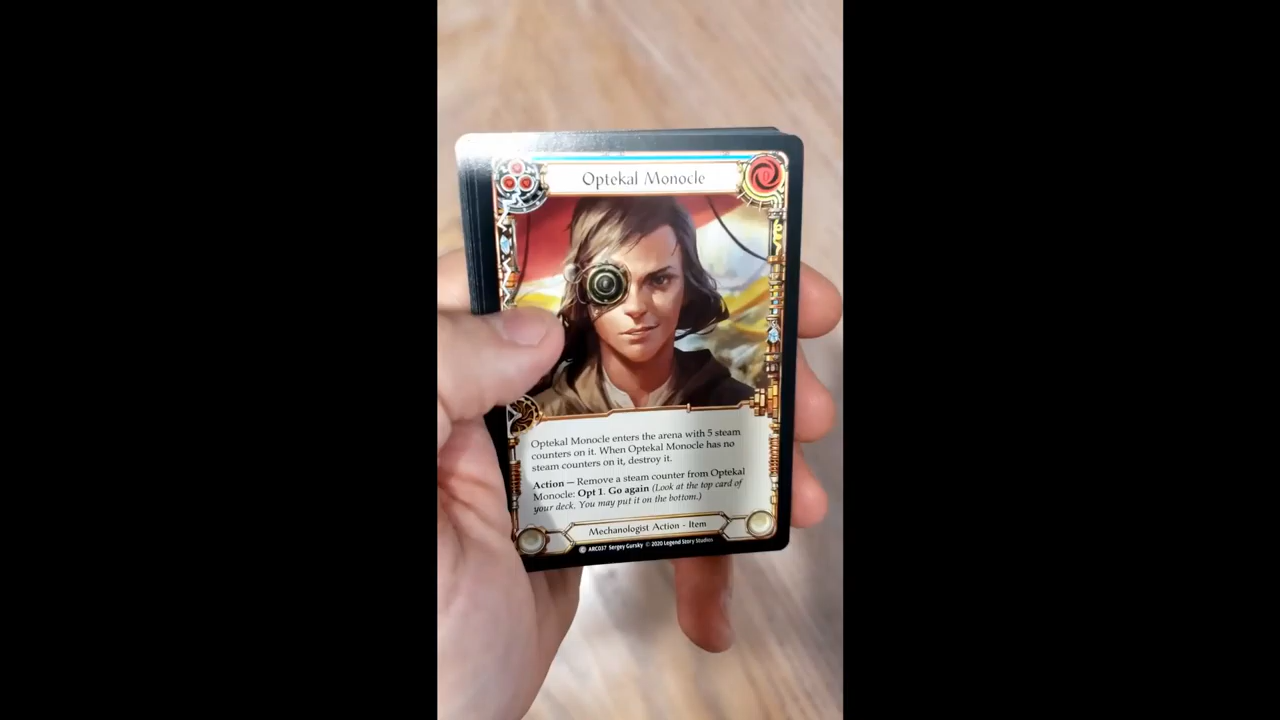 Optekal Monocle
0
Optekal Monocle enters the arena with 5 steam
counters on it. When Optekal Monocle has no
steam counters on it, destroy it.
Action — Remove a steam counter from Optekal
Monocle: Opt 1. Go again (Look at the top card of
your deck. You may put it on the bottom.)
Mechanologist Action - Item
C ARC037 Sergey Gursky © 2020 Legend Story Studios